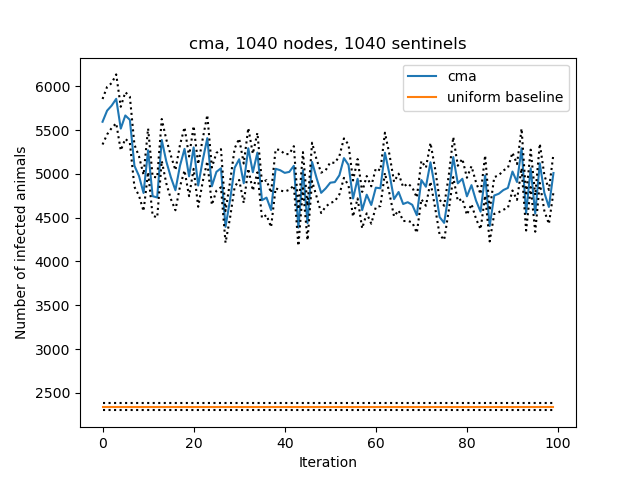 cma, 1040 nodes, 1040 sentinels
cma
uniform baseline
Number of infected animals
6000
5500
5000
4500
4000
3500
3000
2500
0 20 40 60 80 100
Iteration